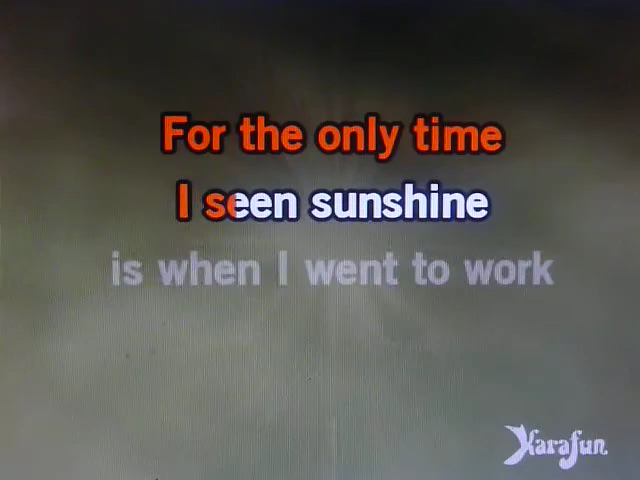 For the only time
I seen sunshine
is when I went to work
Karafun